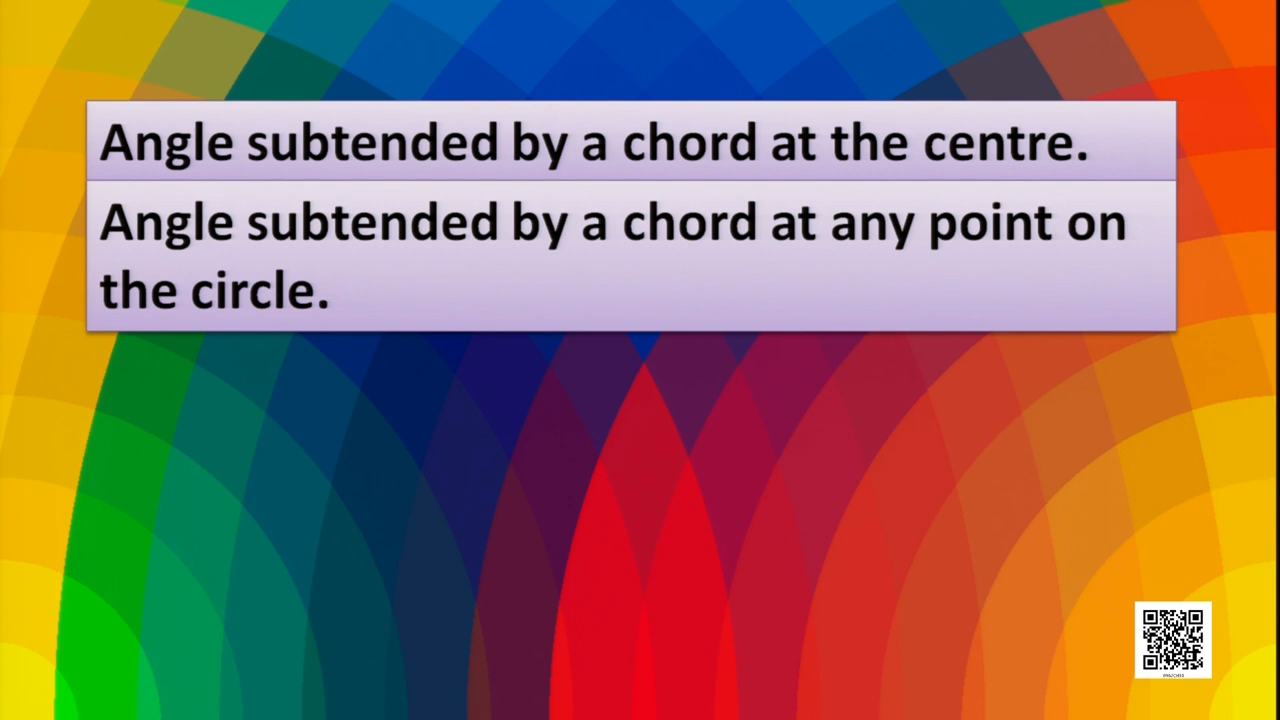 Angle subtended by a chord at the centre.
Angle subtended by a chord at any point on
the circle.